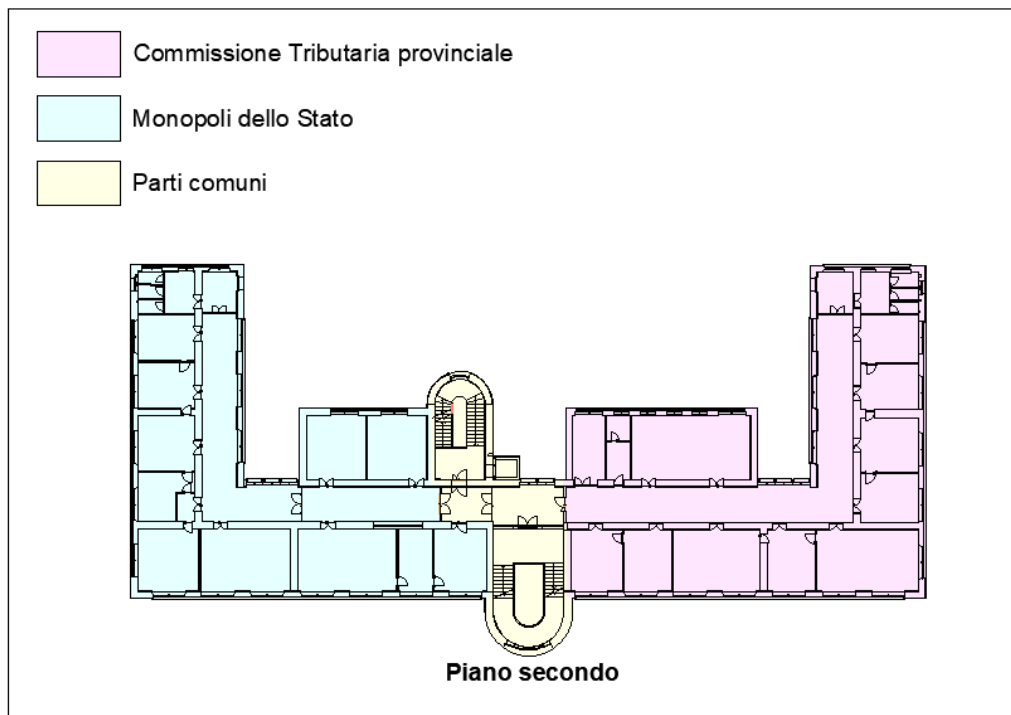 Commissione Tributaria provinciale
Monopoli dello Stato
Parti comuni
Piano secondo